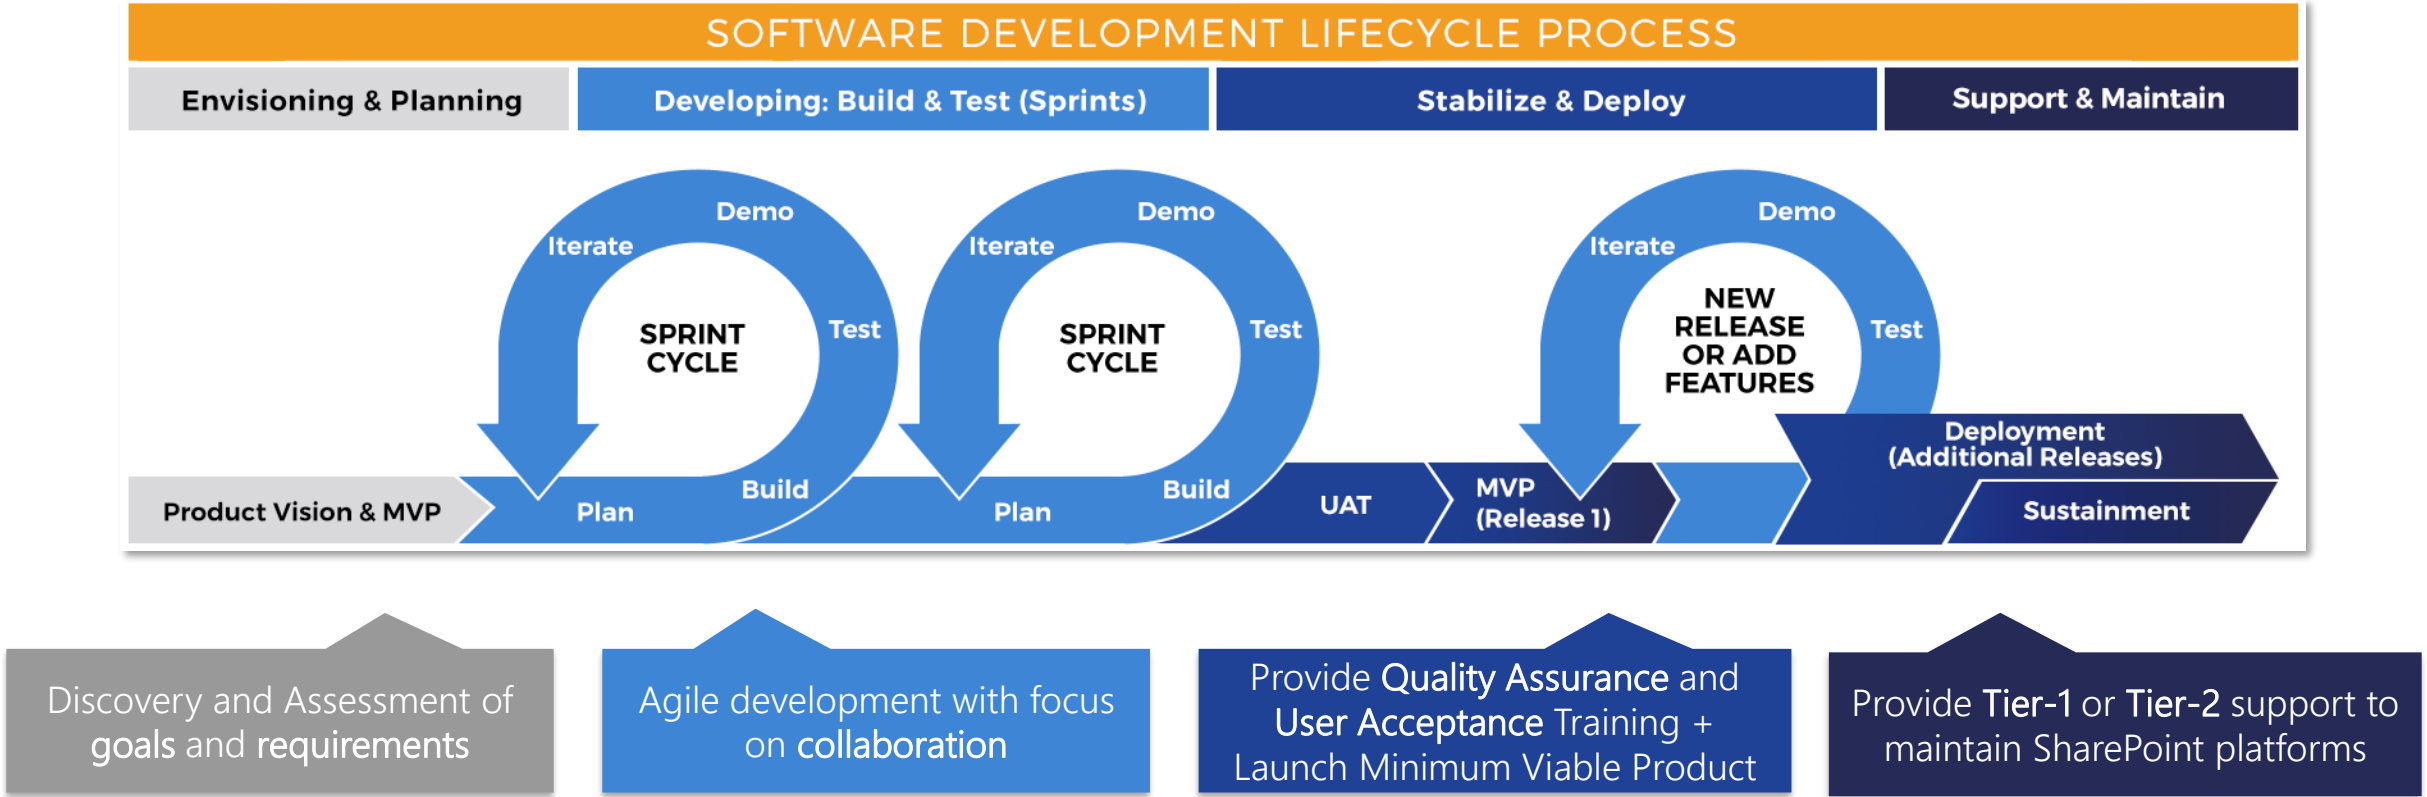 SOFTWARE DEVELOPMENT LIFECYCLE PROCESS
Envisioning & Planning
Developing: Build & Test (Sprints)
Stabilize & Deploy
Support & Maintain
Product Vision & MVP
Plan
Build
Test
Demo
Iterate
SPRINT
CYCLE
Plan
Build
Test
Demo
Iterate
SPRINT
CYCLE
UAT
MVP
(Release 1)
Test
Demo
Iterate
NEW
RELEASE
OR ADD
FEATURES
Deployment
(Additional Releases)
Sustainment
Discovery and Assessment of
goals and requirements
Agile development with focus
on collaboration
Provide Quality Assurance and
User Acceptance Training +
Launch Minimum Viable Product
Provide Tier-1 or Tier-2 support to
maintain SharePoint platforms